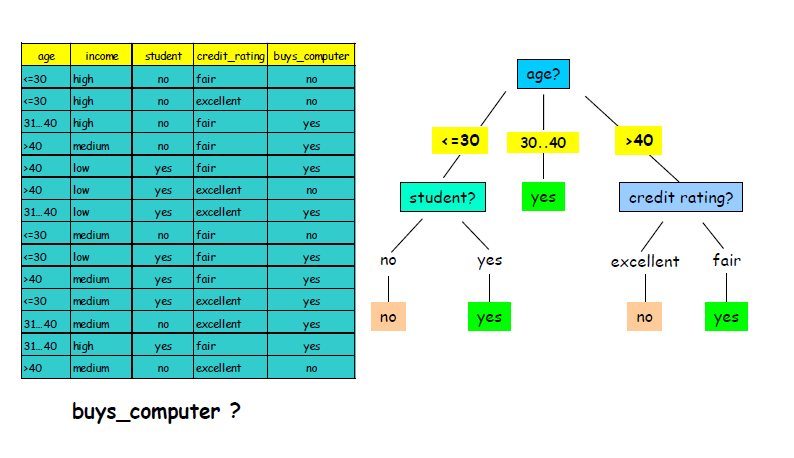 age income student credit_rating buys_computer
<=30 high no fair no
<=30 high no excellent no
31…40 high no fair yes
>40 medium no fair yes
>40 low yes fair yes
>40 low yes excellent no
31…40 low yes excellent yes
<=30 medium no fair no
<=30 low yes fair yes
>40 medium yes fair yes
<=30 medium yes excellent yes
31…40 medium no excellent yes
31…40 high yes fair yes
>40 medium no excellent no
buys_computer ?
age?
<=30 30..40 >40
student? yes credit rating?
no yes excellent fair
no yes no yes